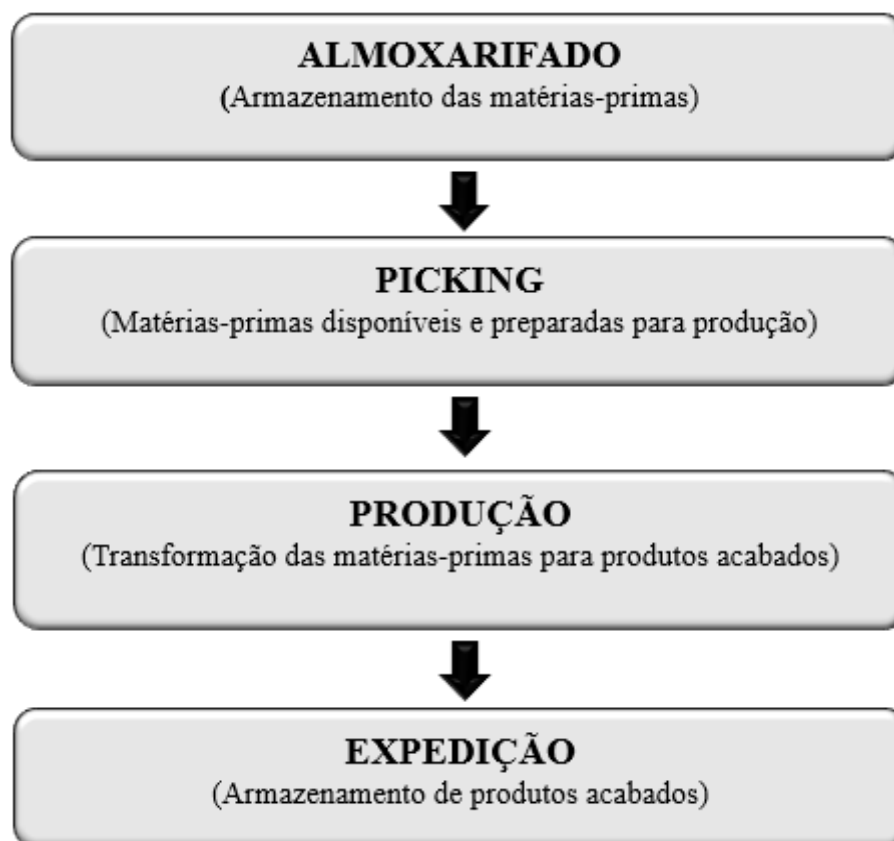 ALMOXARIFADO
(Armazenamento das matérias-primas)
PICKING
(Matérias-primas disponíveis e preparadas para produção)
PRODUÇÃO
(Transformação das matérias-primas para produtos acabados)
EXPEDIÇÃO
(Armazenamento de produtos acabados)